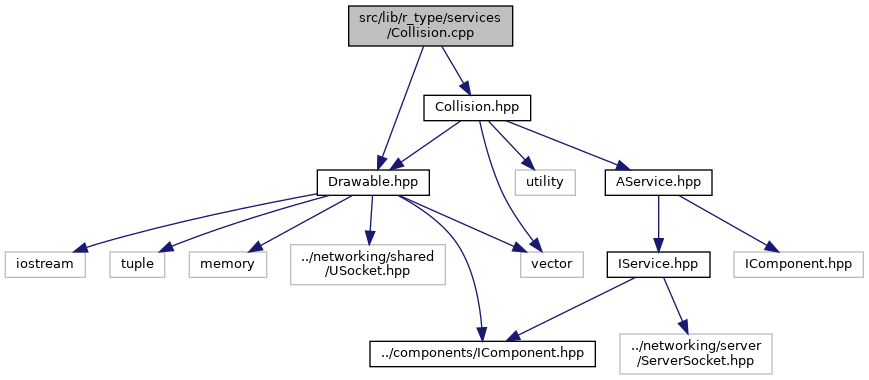 src/lib/r_type/services
/Collision.cpp
Collision.hpp
Drawable.hpp
utility
AService.hpp
iostream
tuple
memory
../networking/shared
/USocket.hpp
vector
IService.hpp
IComponent.hpp
../components/IComponent.hpp
../networking/server
/ServerSocket.hpp